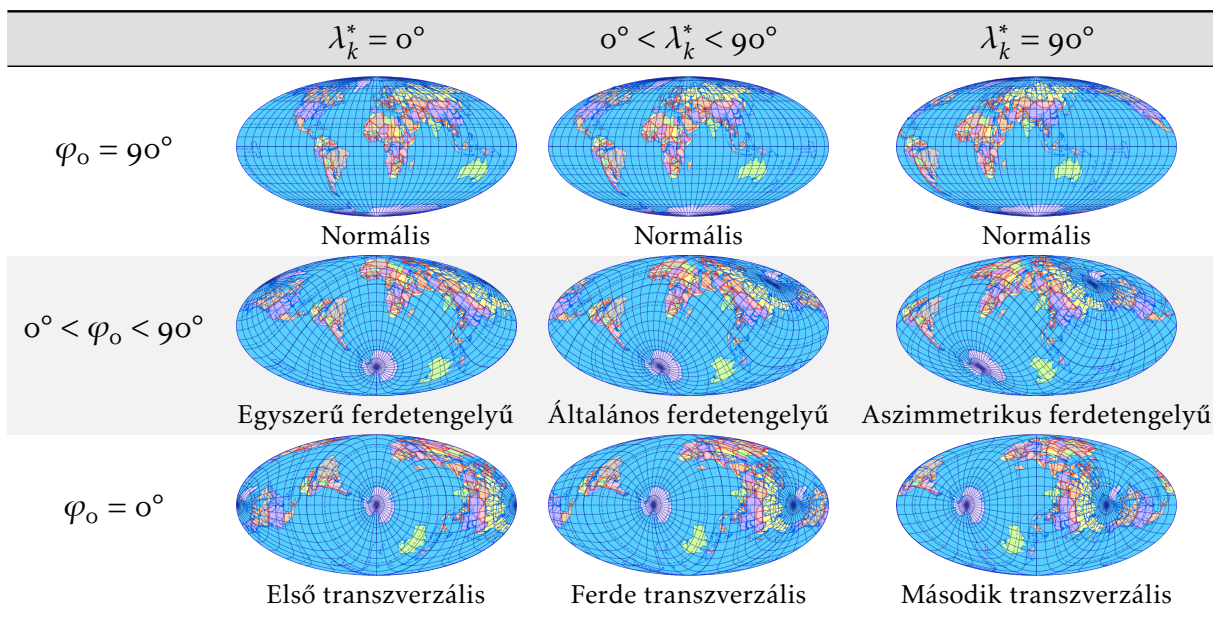 λ*ₖ = 0° 0° < λ*ₖ < 90° λ*ₖ = 90°
φ₀ = 90°
Normális Normális Normális
0° < φ₀ < 90°
Egyszerű ferdetengelyű Általános ferdetengelyű Aszimmetrikus ferdetengelyű
φ₀ = 0°
Első transzverzális Ferde transzverzális Második transzverzális